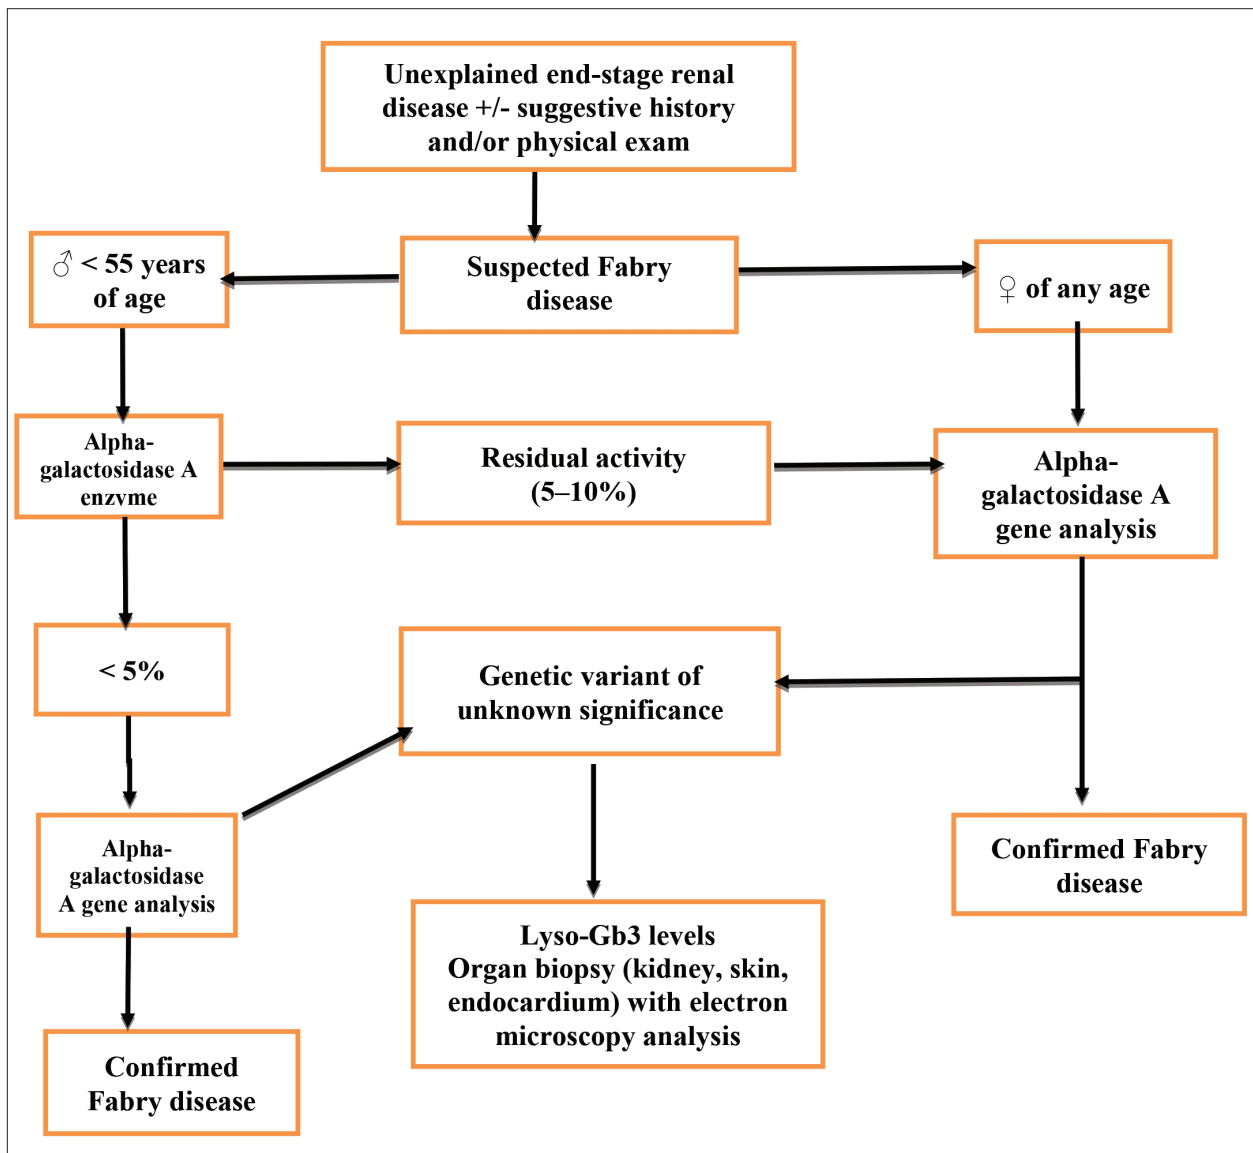 Unexplained end-stage renal
disease +/- suggestive history
and/or physical exam
♂ < 55 years
of age
Suspected Fabry
disease
♀ of any age
Alpha-
galactosidase A
enzyme
Residual activity
(5–10%)
Alpha-
galactosidase A
gene analysis
< 5%
Genetic variant of
unknown significance
Alpha-
galactosidase
A gene analysis
Confirmed Fabry
disease
Lyso-Gb3 levels
Organ biopsy (kidney, skin,
endocardium) with electron
microscopy analysis
Confirmed
Fabry disease